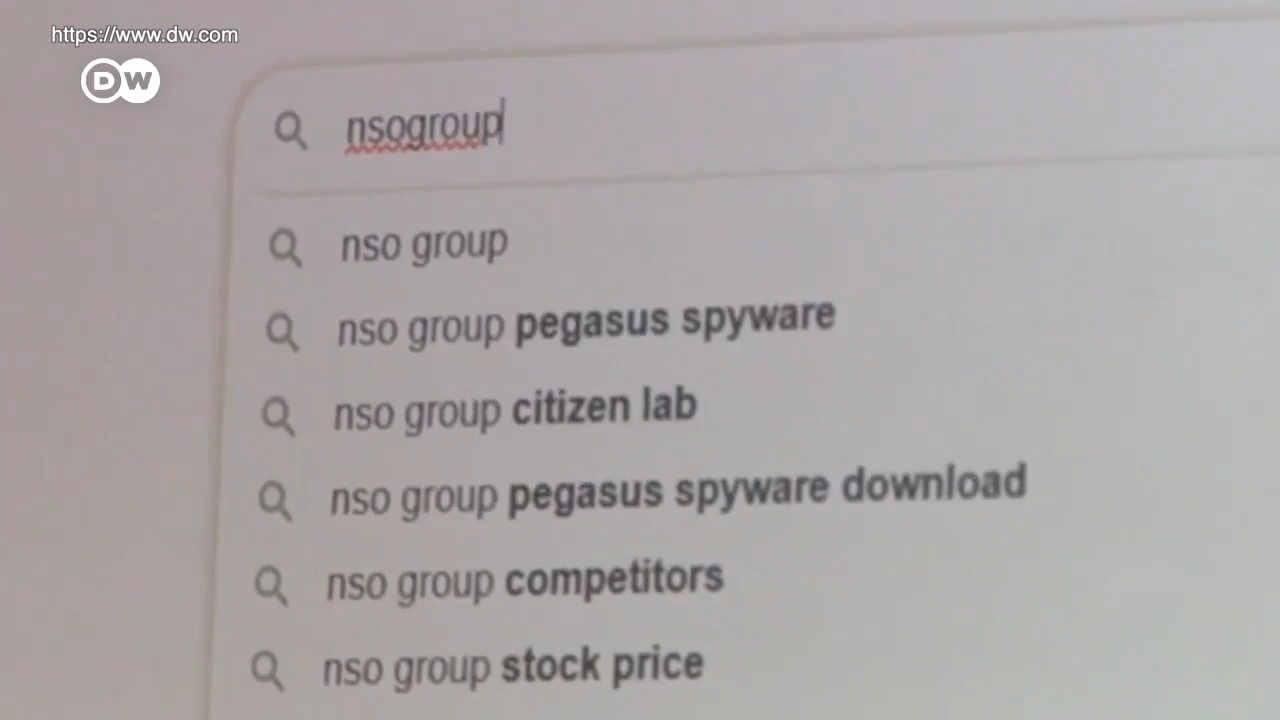 https://www.dw.com
DW
nsogroup
nso group
nso group pegasus spyware
nso group citizen lab
nso group pegasus spyware download
nso group competitors
nso group stock price